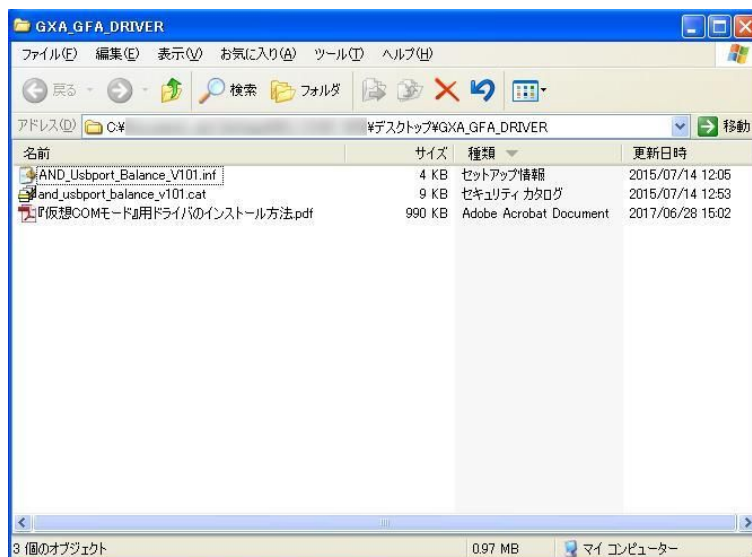 GXA_GFA_DRIVER
ファイル(F) 編集(E) 表示(V) お気に入り(A) ツール(T) ヘルプ(H)
戻る 検索 フォルダ
アドレス(D) C:¥ ¥デスクトップ¥GXA_GFA_DRIVER 移動
名前 サイズ 種類 更新日時
AND_Usbport_Balance_V101.inf 4 KB セットアップ情報 2015/07/14 12:05
and_usbport_balance_v101.cat 9 KB セキュリティ カタログ 2015/07/14 12:53
『仮想COMモード』用ドライバのインストール方法.pdf 990 KB Adobe Acrobat Document 2017/06/28 15:02
3 個のオブジェクト 0.97 MB マイ コンピューター